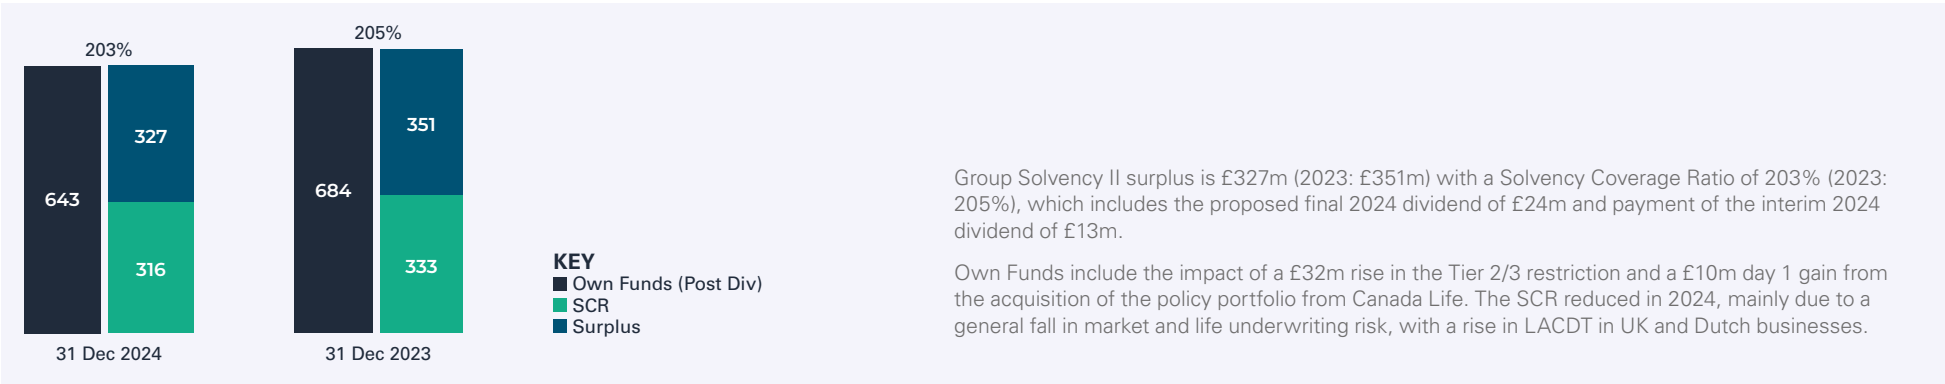 203%
643
327
316
31 Dec 2024
205%
684
351
333
31 Dec 2023
KEY
Own Funds (Post Div)
SCR
Surplus
Group Solvency II surplus is £327m (2023: £351m) with a Solvency Coverage Ratio of 203% (2023:
205%), which includes the proposed final 2024 dividend of £24m and payment of the interim 2024
dividend of £13m.
Own Funds include the impact of a £32m rise in the Tier 2/3 restriction and a £10m day 1 gain from
the acquisition of the policy portfolio from Canada Life. The SCR reduced in 2024, mainly due to a
general fall in market and life underwriting risk, with a rise in LACDT in UK and Dutch businesses.